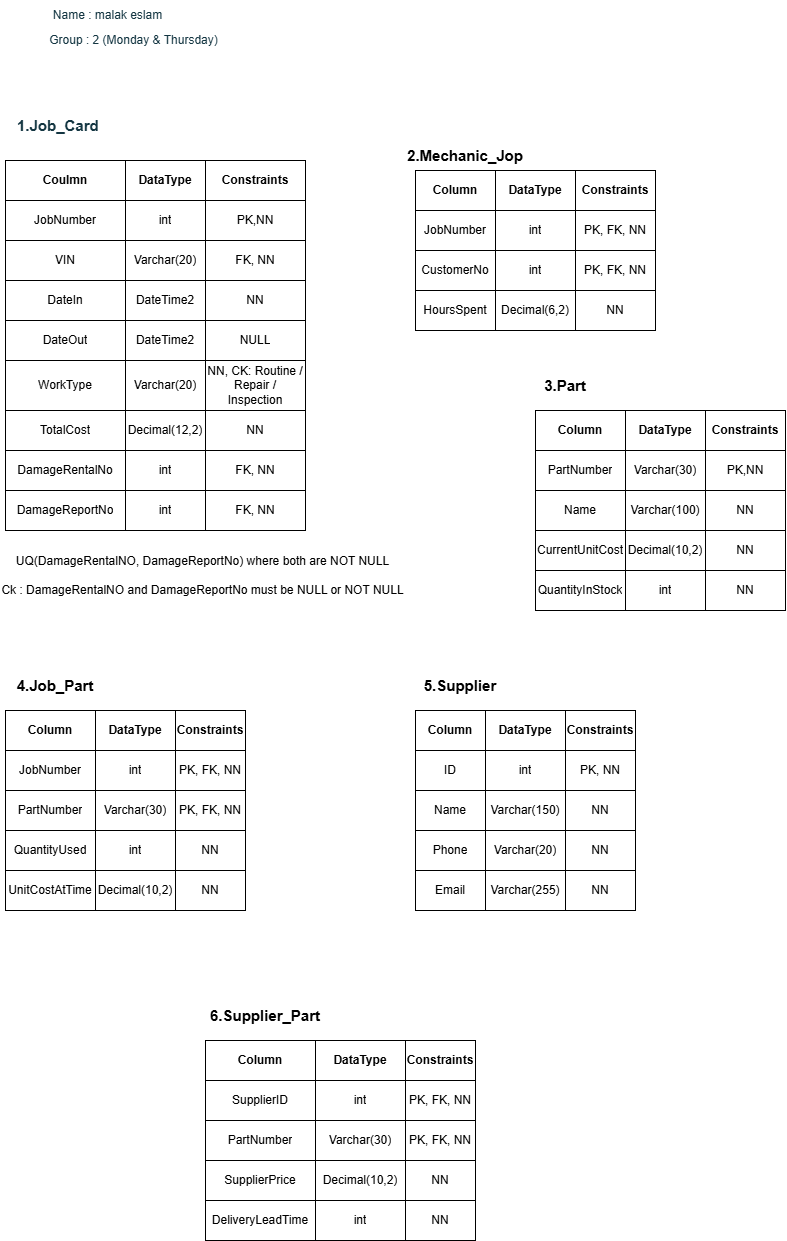 Name : malak eslam
Group : 2 (Monday & Thursday)
1.Job_Card
Coulmn DataType Constraints
JobNumber int PK,NN
VIN Varchar(20) FK, NN
DateIn DateTime2 NN
DateOut DateTime2 NULL
WorkType Varchar(20) NN, CK: Routine /
Repair /
Inspection
TotalCost Decimal(12,2) NN
DamageRentalNo int FK, NN
DamageReportNo int FK, NN
UQ(DamageRentalNO, DamageReportNo) where both are NOT NULL
Ck : DamageRentalNO and DamageReportNo must be NULL or NOT NULL
2.Mechanic_Jop
Column DataType Constraints
JobNumber int PK, FK, NN
CustomerNo int PK, FK, NN
HoursSpent Decimal(6,2) NN
3.Part
Column DataType Constraints
PartNumber Varchar(30) PK,NN
Name Varchar(100) NN
CurrentUnitCost Decimal(10,2) NN
QuantityInStock int NN
4.Job_Part
Column DataType Constraints
JobNumber int PK, FK, NN
PartNumber Varchar(30) PK, FK, NN
QuantityUsed int NN
UnitCostAtTime Decimal(10,2) NN
5.Supplier
Column DataType Constraints
ID int PK, NN
Name Varchar(150) NN
Phone Varchar(20) NN
Email Varchar(255) NN
6.Supplier_Part
Column DataType Constraints
SupplierID int PK, FK, NN
PartNumber Varchar(30) PK, FK, NN
SupplierPrice Decimal(10,2) NN
DeliveryLeadTime int NN